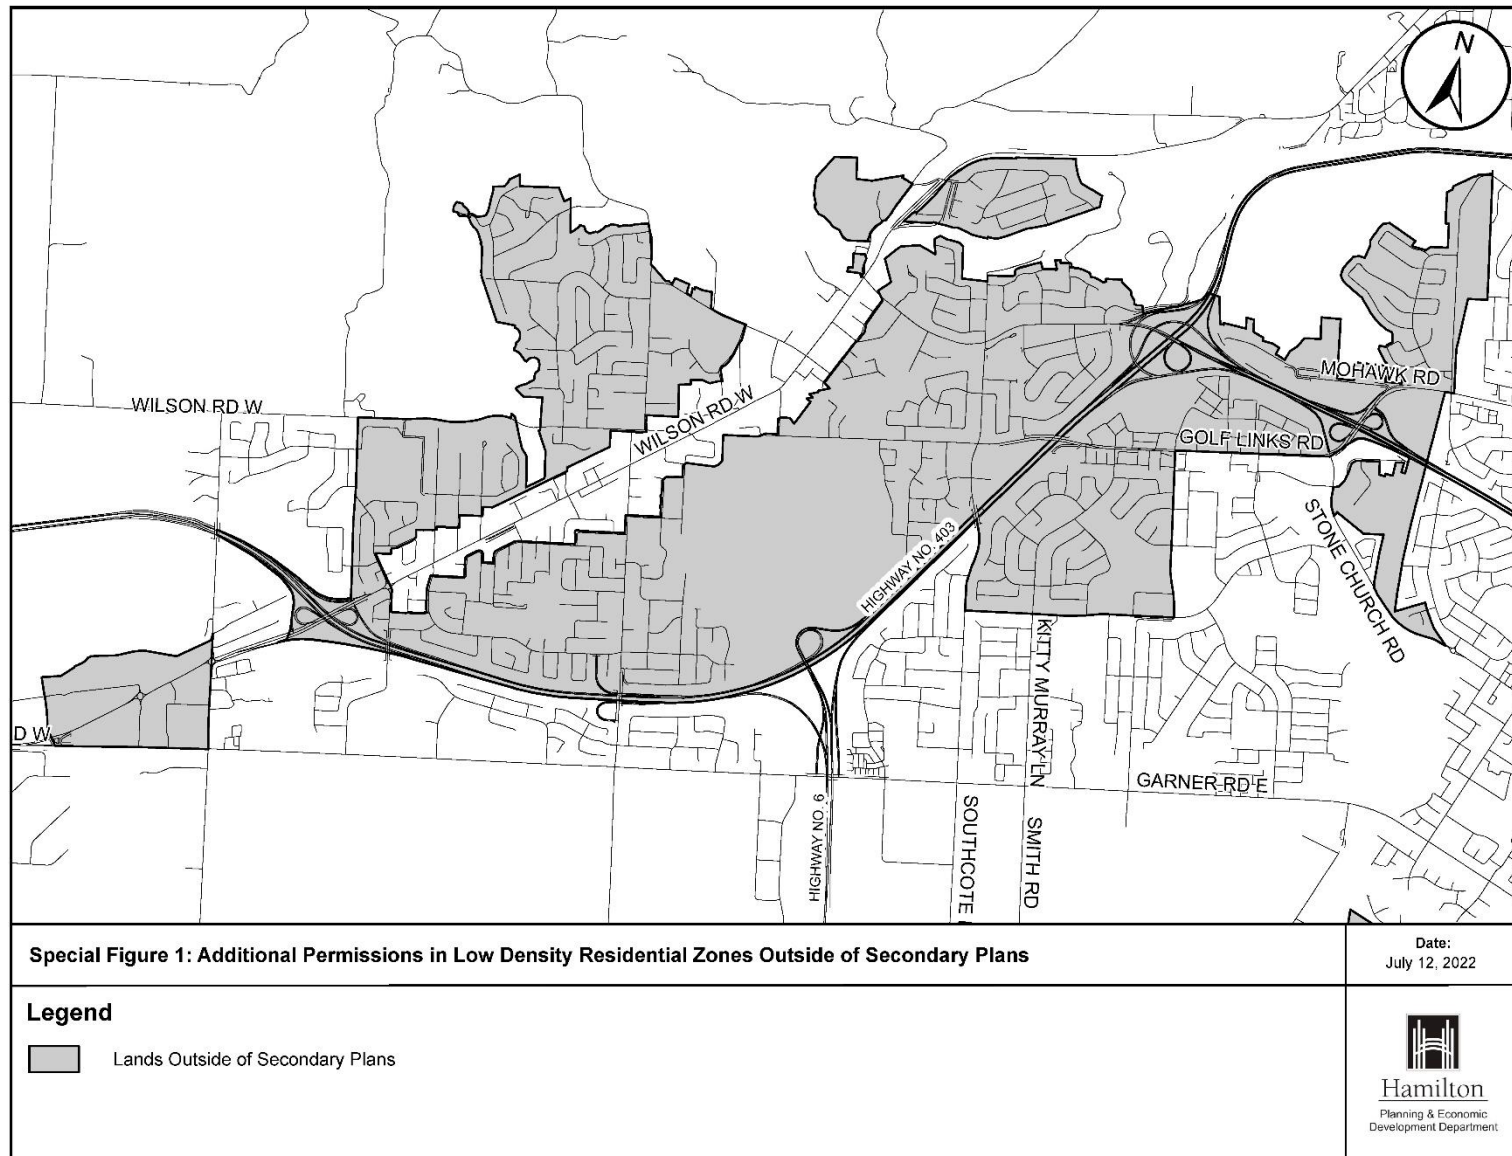 N
MOHAWK RD
WILSON RD W
WILSON RD W
GOLF LINKS RD
STONE CHURCH RD
HIGHWAY NO. 403
KITTY MURRAY LN
D W
GARNER RD E
HIGHWAY NO. 6
SOUTHCOTE
SMITH RD
Special Figure 1: Additional Permissions in Low Density Residential Zones Outside of Secondary Plans
Date:
July 12, 2022
Legend
Lands Outside of Secondary Plans
Hamilton
Planning & Economic
Development Department